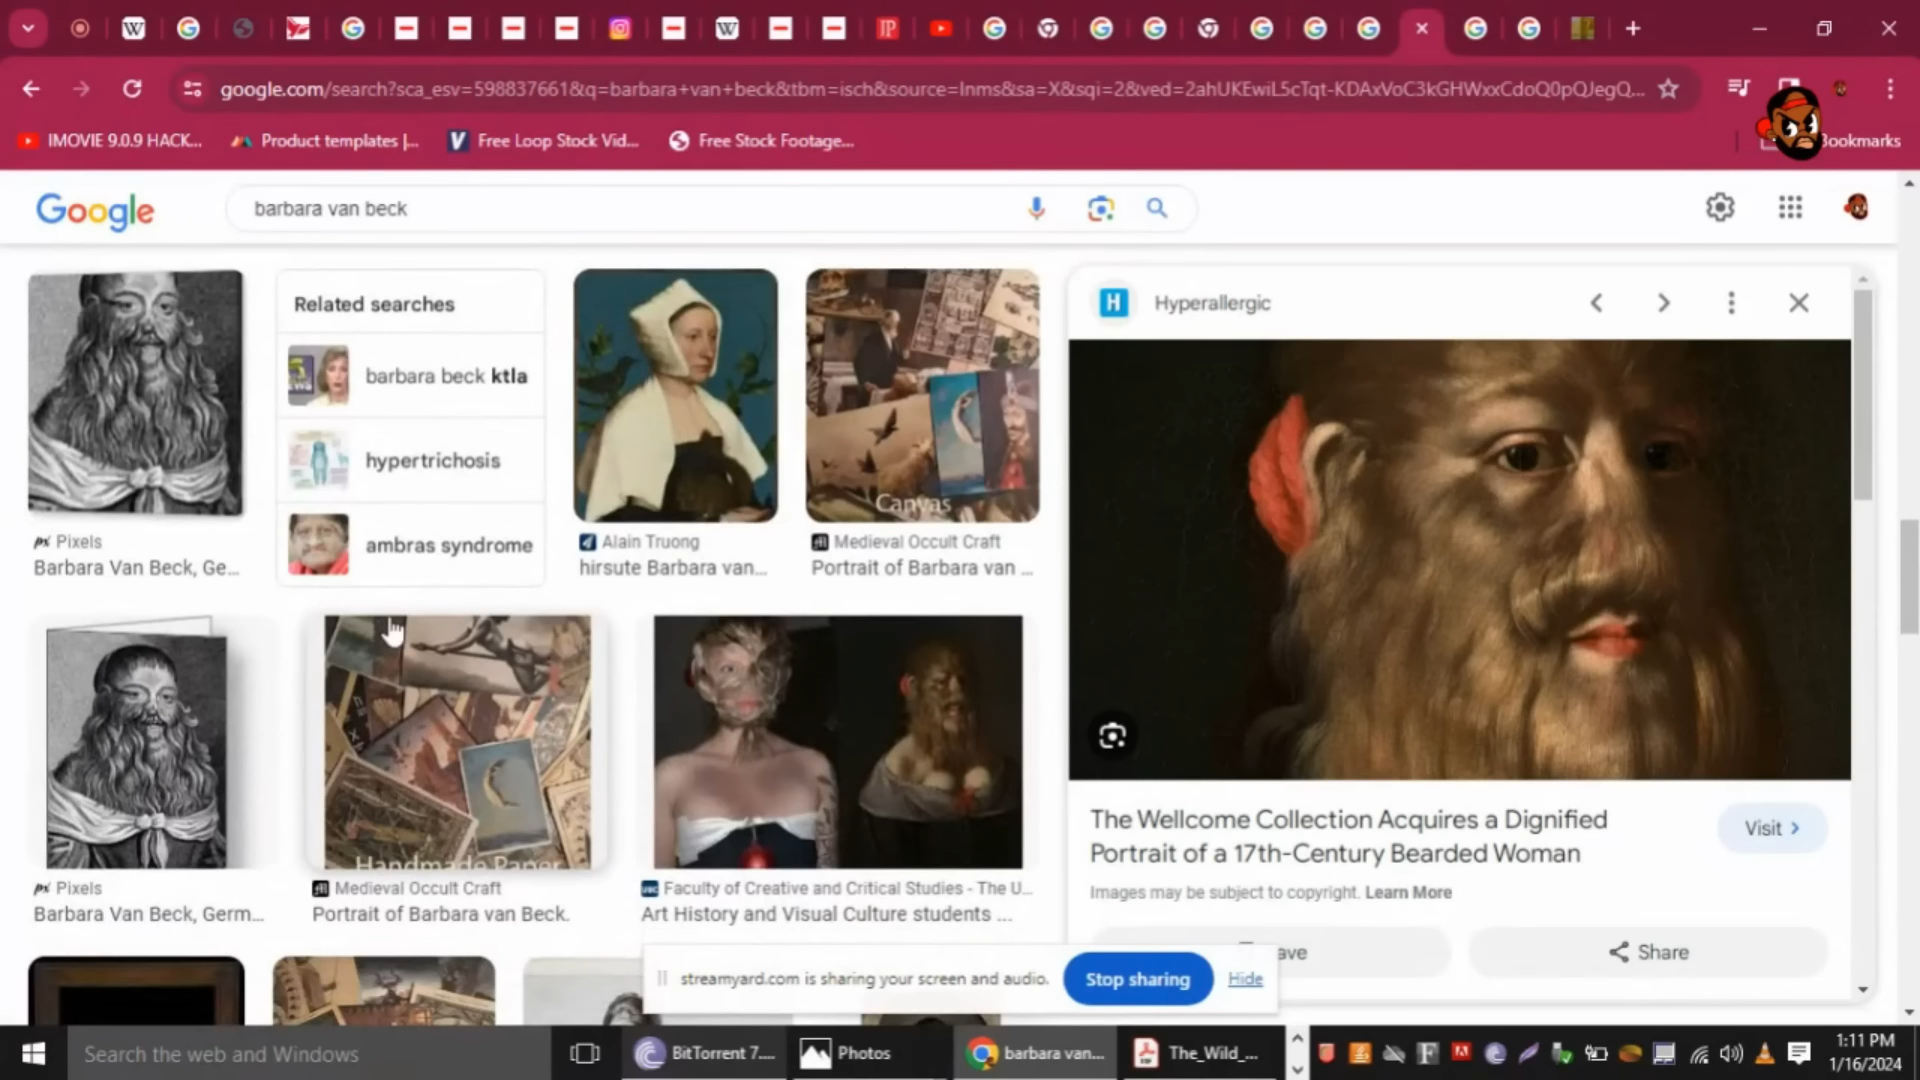 google.com/search?sca_esv=598837661&q=barbara+van+beck&tbm=isch&source=lnms&sa=X&sqi=2&ved=2ahUKEwiL5cTqt-KDAxVoC3kGHWxxCdoQ0pQJegQ...
IMOVIE 9.0.9 HACK...
Product templates |...
Free Loop Stock Vid...
Free Stock Footage...
Bookmarks
Google
barbara van beck
Related searches
barbara beck ktla
hypertrichosis
ambras syndrome
Canvas
Pixels
Barbara Van Beck, Ge...
Alain Truong
hirsute Barbara van...
Medieval Occult Craft
Portrait of Barbara van ...
Hyperallergic
Handmade Paper
Pixels
Barbara Van Beck, Germ...
Medieval Occult Craft
Portrait of Barbara van Beck.
Faculty of Creative and Critical Studies - The U...
Art History and Visual Culture students ...
The Wellcome Collection Acquires a Dignified
Portrait of a 17th-Century Bearded Woman
Visit
Images may be subject to copyright. Learn More
ave
Share
streamyard.com is sharing your screen and audio.
Stop sharing
Hide
Search the web and Windows
BitTorrent 7....
Photos
barbara van...
The_Wild_...
1:11 PM
1/16/2024